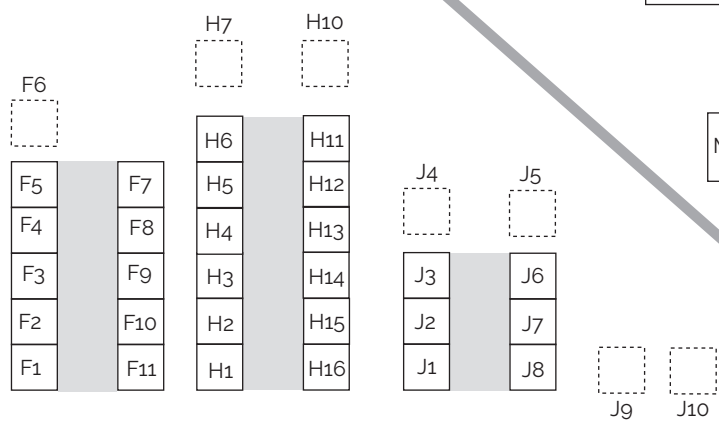 H7 H10
F6
H6 H11
F5 F7 H5 H12 J4 J5
F4 F8 H4 H13
F3 F9 H3 H14 J3 J6
F2 F10 H2 H15 J2 J7
F1 F11 H1 H16 J1 J8
J9 J10